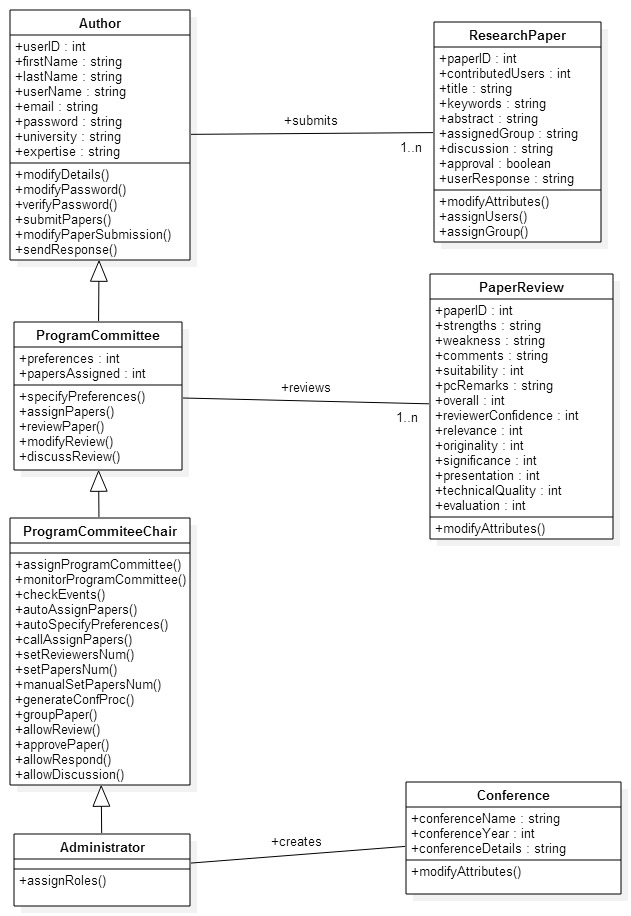 Author
+userID : int
+firstName : string
+lastName : string
+userName : string
+email : string
+password : string
+university : string
+expertise : string
+modifyDetails()
+modifyPassword()
+verifyPassword()
+submitPapers()
+modifyPaperSubmission()
+sendResponse()
+submits
1..n
ResearchPaper
+paperID : int
+contributedUsers : int
+title : string
+keywords : string
+abstract : string
+assignedGroup : string
+discussion : string
+approval : boolean
+userResponse : string
+modifyAttributes()
+assignUsers()
+assignGroup()
ProgramCommittee
+preferences : int
+papersAssigned : int
+specifyPreferences()
+assignPapers()
+reviewPaper()
+modifyReview()
+discussReview()
+reviews
1..n
PaperReview
+paperID : int
+strengths : string
+weakness : string
+comments : string
+suitability : int
+pcRemarks : string
+overall : int
+reviewerConfidence : int
+relevance : int
+originality : int
+significance : int
+presentation : int
+technicalQuality : int
+evaluation : int
+modifyAttributes()
ProgramCommiteeChair
+assignProgramCommittee()
+monitorProgramCommittee()
+checkEvents()
+autoAssignPapers()
+autoSpecifyPreferences()
+callAssignPapers()
+setReviewersNum()
+setPapersNum()
+manualSetPapersNum()
+generateConfProc()
+groupPaper()
+allowReview()
+approvePaper()
+allowRespond()
+allowDiscussion()
Administrator
+assignRoles()
+creates
Conference
+conferenceName : string
+conferenceYear : int
+conferenceDetails : string
+modifyAttributes()